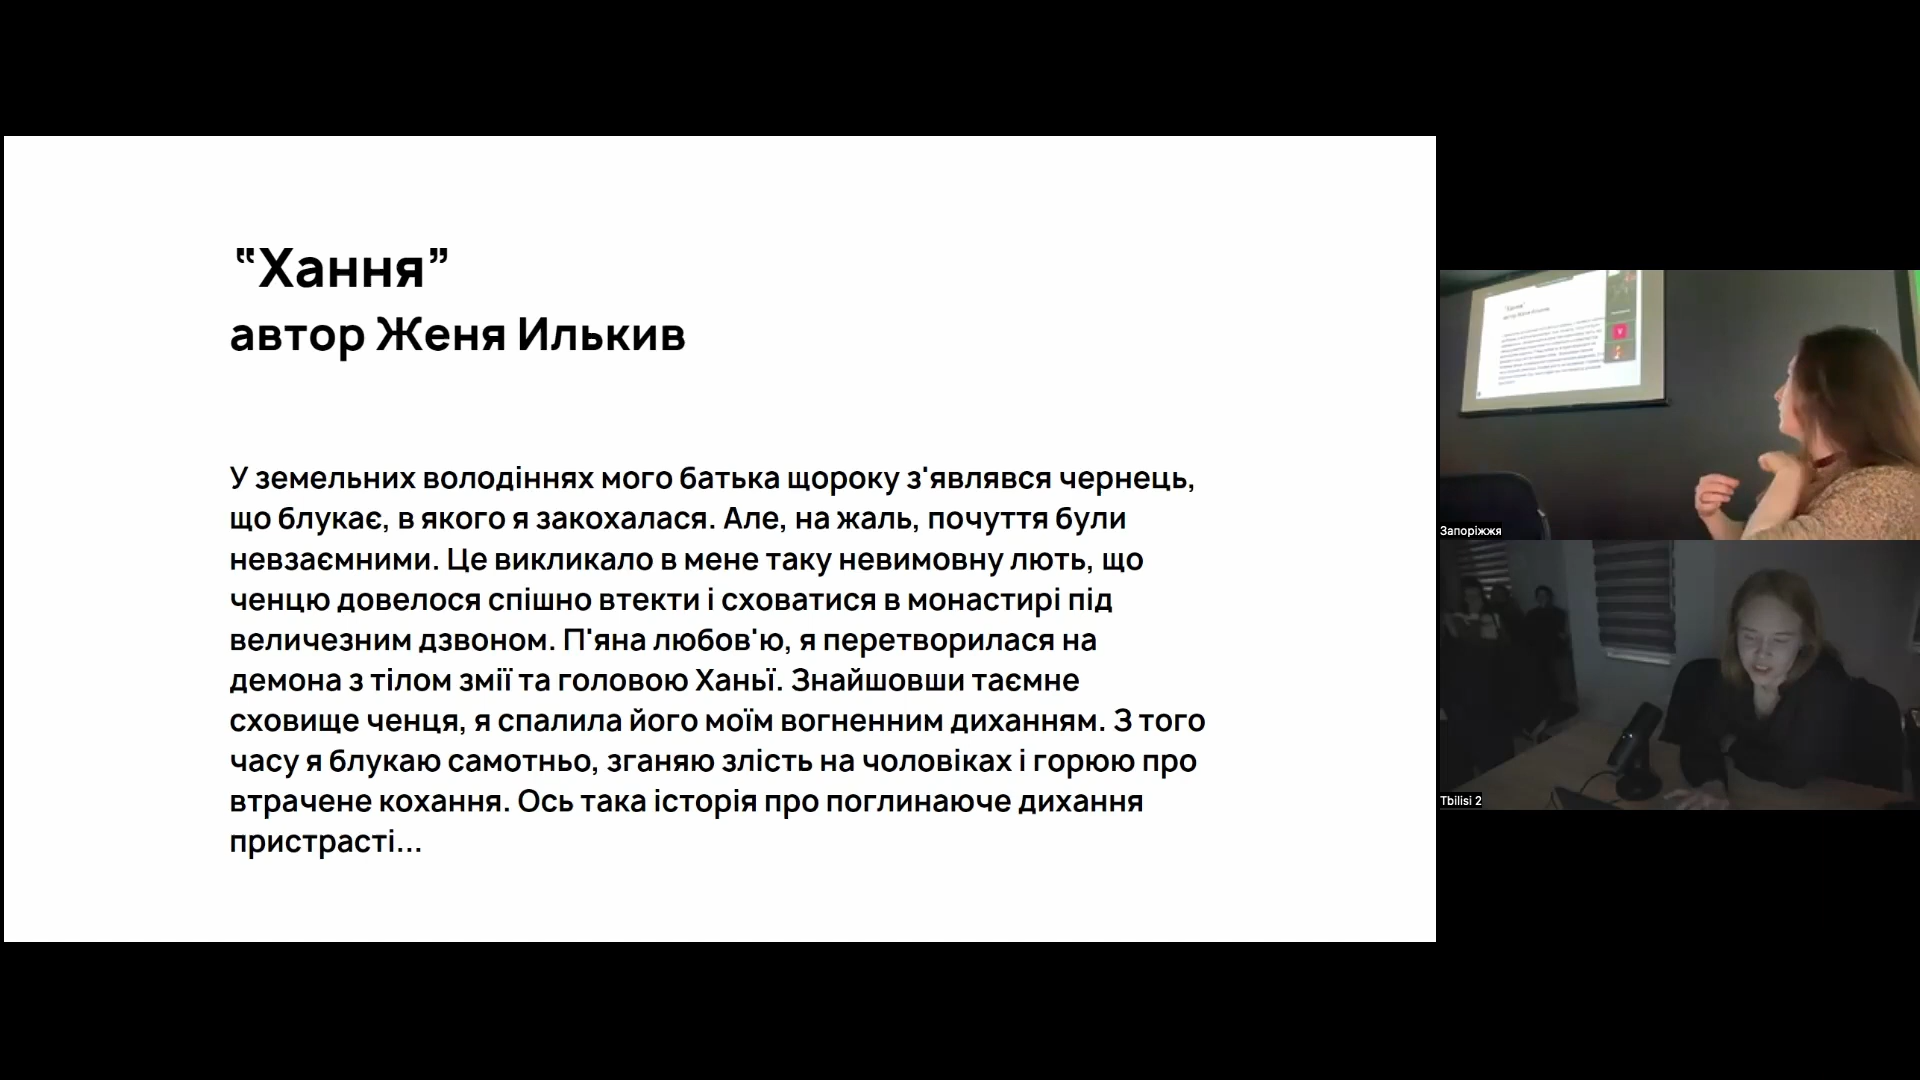 “Хання”
автор Женя Илькив
У земельних володіннях мого батька щороку з'являвся чернець,
що блукає, в якого я закохалася. Але, на жаль, почуття були
невзаємними. Це викликало в мене таку невимовну лють, що
ченцю довелося спішно втекти і сховатися в монастирі під
величезним дзвоном. П'яна любов'ю, я перетворилася на
демона з тілом змії та головою Ханьї. Знайшовши таємне
сховище ченця, я спалила його моїм вогненним диханням. З того
часу я блукаю самотньо, зганяю злість на чоловіках і горюю про
втрачене кохання. Ось така історія про поглинаюче дихання
пристрасті...
Запоріжжя
Tbilisi 2